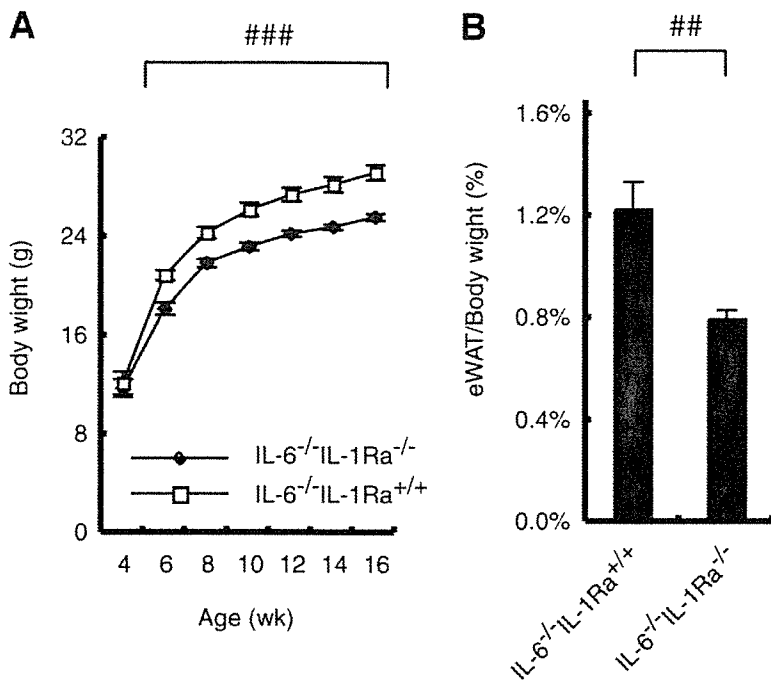 A
###
Body wight (g)
32
24
16
8
0
IL-6-/-IL-1Ra-/-
IL-6-/-IL-1Ra+/+
4 6 8 10 12 14 16
Age (wk)
B
##
eWAT/Body wight (%)
1.6%
1.2%
0.8%
0.4%
0.0%
IL-6-/-IL-1Ra+/+
IL-6-/-IL-1Ra-/-